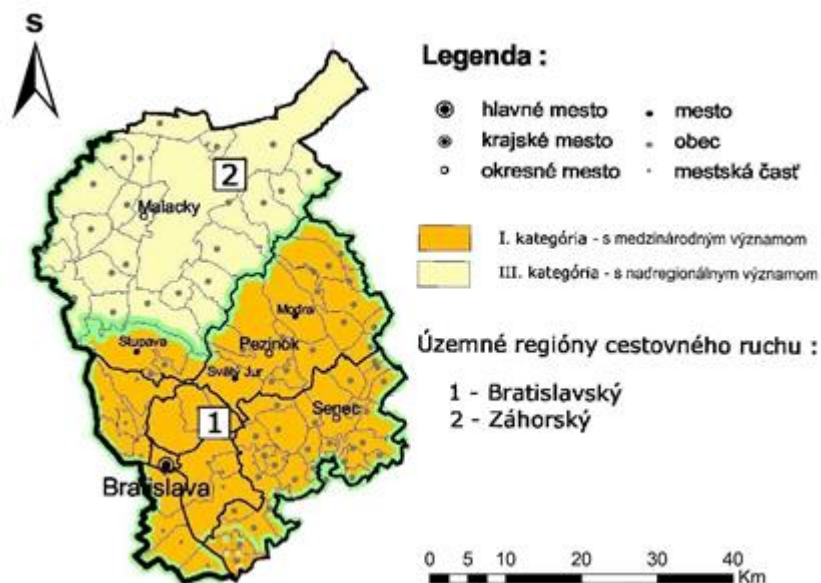 S
Legenda :
hlavné mesto
mesto
krajské mesto
obec
okresné mesto
mestská časť
I. kategória - s medzinárodným významom
III. kategória - s nadregionálnym významom
Územné regióny cestovného ruchu :
1 - Bratislavský
2 - Záhorský
2
Malacky
Modra
Stupava
Pezinok
Svätý Jur
Senec
1
Bratislava
0 5 10 20 30 40
Km